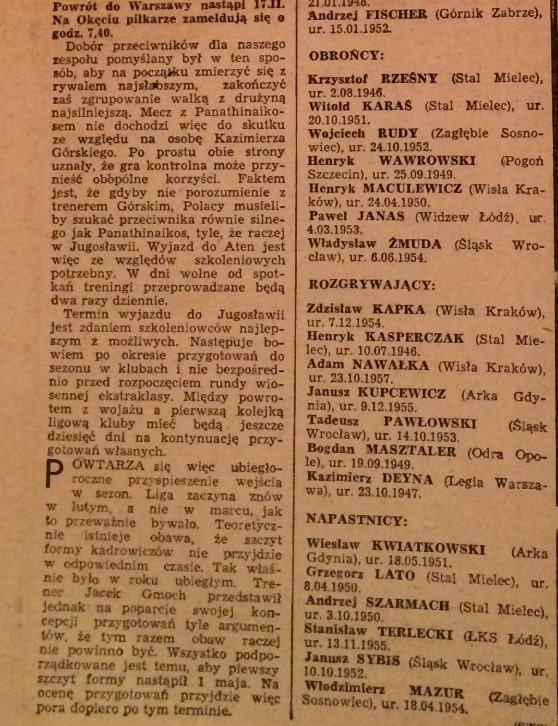 Powrót do Warszawy nastąpi 17.II.
Na Okęciu piłkarze zameldują się o
godz. 7,40.
Dobór przeciwników dla naszego
zespołu pomyślany był w ten spo-
sób, aby na początku zmierzyć się z
rywalem najsłabszym, zakończyć
zaś zgrupowanie walką z drużyną
najsilniejszą. Mecz z Panathinaiko-
sem nie dochodzi więc do skutku
ze względu na osobę Kazimierza
Górskiego. Po prostu obie strony
uznały, że gra kontrolna może przy-
nieść obopólne korzyści. Faktem
jest, że gdyby nie porozumienie z
trenerem Górskim, Polacy musieli-
by szukać przeciwnika równie silne-
go jak Panathinaikos, tyle, że raczej
w Jugosławii. Wyjazd do Aten jest
więc ze względów szkoleniowych
potrzebny. W dni wolne od spot-
kań treningi przeprowadzane będą
dwa razy dziennie.
Termin wyjazdu do Jugosławii
jest zdaniem szkoleniowców najlep-
szym z możliwych. Następuje bo-
wiem po okresie przygotowań do
sezonu w klubach i nie bezpośred-
nio przed rozpoczęciem rundy wio-
sennej ekstraklasy. Między powro-
tem z wojażu a pierwszą kolejką
ligową kluby mieć będą jeszcze
dziesięć dni na kontynuację przy-
gotowań własnych.
POWTARZA się więc ubiegło-
roczne przyspieszenie wejścia
w sezon. Liga zaczyna znów
w lutym, a nie w marcu, jak
to przeważnie bywało. Teoretycz-
nie istnieje obawa, że szczyt
formy kadrowiczów nie przyjdzie
w odpowiednim czasie. Tak właś-
nie było w roku ubiegłym. Tre-
ner Jacek Gmoch przedstawił
jednak na poparcie swojej kon-
cepcji przygotowań tyle argumen-
tów, że tym razem obaw raczej
nie powinno być. Wszystko podpo-
rządkowane jest temu, aby pierwszy
szczyt formy nastąpił 1 maja. Na
ocenę przygotowań przyjdzie więc
pora dopiero po tym terminie.
21.01.1948.
Andrzej FISCHER (Górnik Zabrze),
ur. 15.01.1952.
OBROŃCY:
Krzysztof RZEŚNY (Stal Mielec),
ur. 2.08.1946.
Witold KARAŚ (Stal Mielec), ur.
20.10.1951.
Wojciech RUDY (Zagłębie Sosno-
wiec), ur. 24.10.1952.
Henryk WAWROWSKI (Pogoń
Szczecin), ur. 25.09.1949.
Henryk MACULEWICZ (Wisła Kra-
ków), ur. 24.04.1950.
Paweł JANAS (Widzew Łódź), ur.
4.03.1953.
Władysław ŻMUDA (Śląsk Wro-
cław), ur. 6.06.1954.
ROZGRYWAJĄCY:
Zdzisław KAPKA (Wisła Kraków),
ur. 7.12.1954.
Henryk KASPERCZAK (Stal Mie-
lec), ur. 10.07.1946.
Adam NAWAŁKA (Wisła Kraków),
ur. 23.10.1957.
Janusz KUPCEWICZ (Arka Gdy-
nia), ur. 9.12.1955.
Tadeusz PAWŁOWSKI (Śląsk
Wrocław), ur. 14.10.1953.
Bogdan MASZTALER (Odra Opo-
le), ur. 19.09.1949.
Kazimierz DEYNA (Legia Warsza-
wa), ur. 23.10.1947.
NAPASTNICY:
Wiesław KWIATKOWSKI (Arka
Gdynia), ur. 18.05.1951.
Grzegorz LATO (Stal Mielec), ur.
8.04.1950.
Andrzej SZARMACH (Stal Mielec),
ur. 3.10.1950.
Stanisław TERLECKI (ŁKS Łódź),
ur. 13.11.1955.
Janusz SYBIS (Śląsk Wrocław), ur.
10.10.1952.
Włodzimierz MAZUR (Zagłębie
Sosnowiec), ur. 18.04.1954.